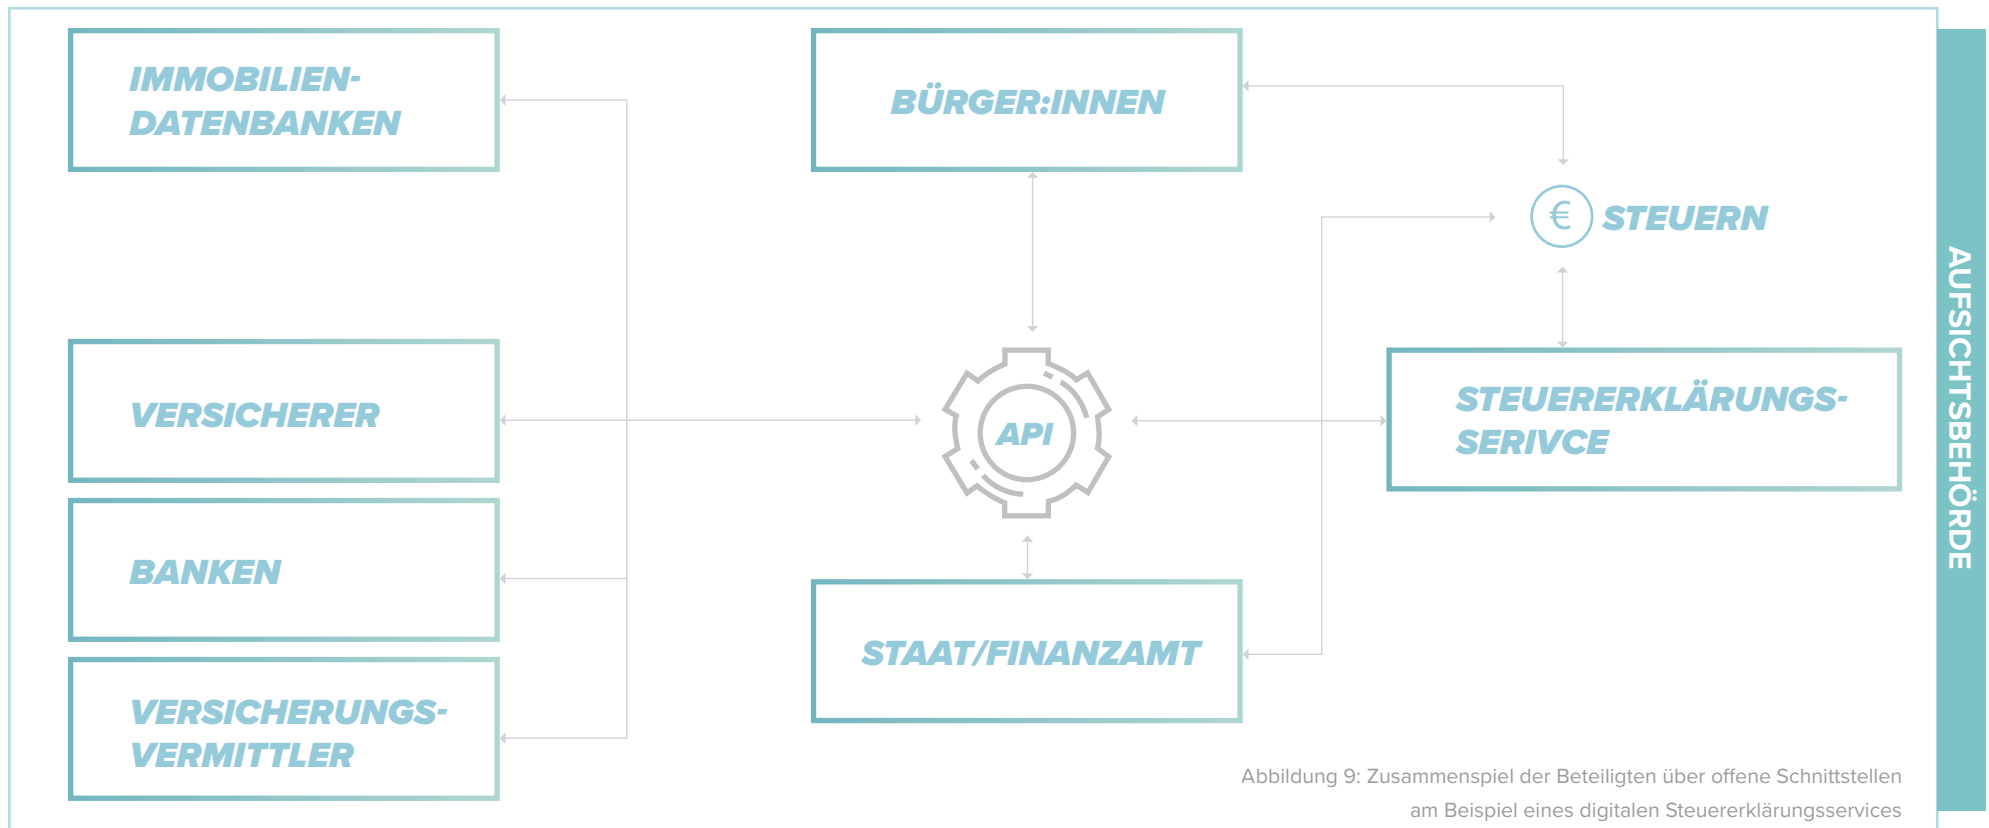 IMMOBILIEN-
DATENBANKEN
BÜRGER:INNEN
€ STEUERN
VERSICHERER
API
STEUERERKLÄRUNGS-
SERIVCE
BANKEN
STAAT/FINANZAMT
VERSICHERUNGS-
VERMITTLER
AUFSICHTSBEHÖRDE
Abbildung 9: Zusammenspiel der Beteiligten über offene Schnittstellen
am Beispiel eines digitalen Steuererklärungsservices